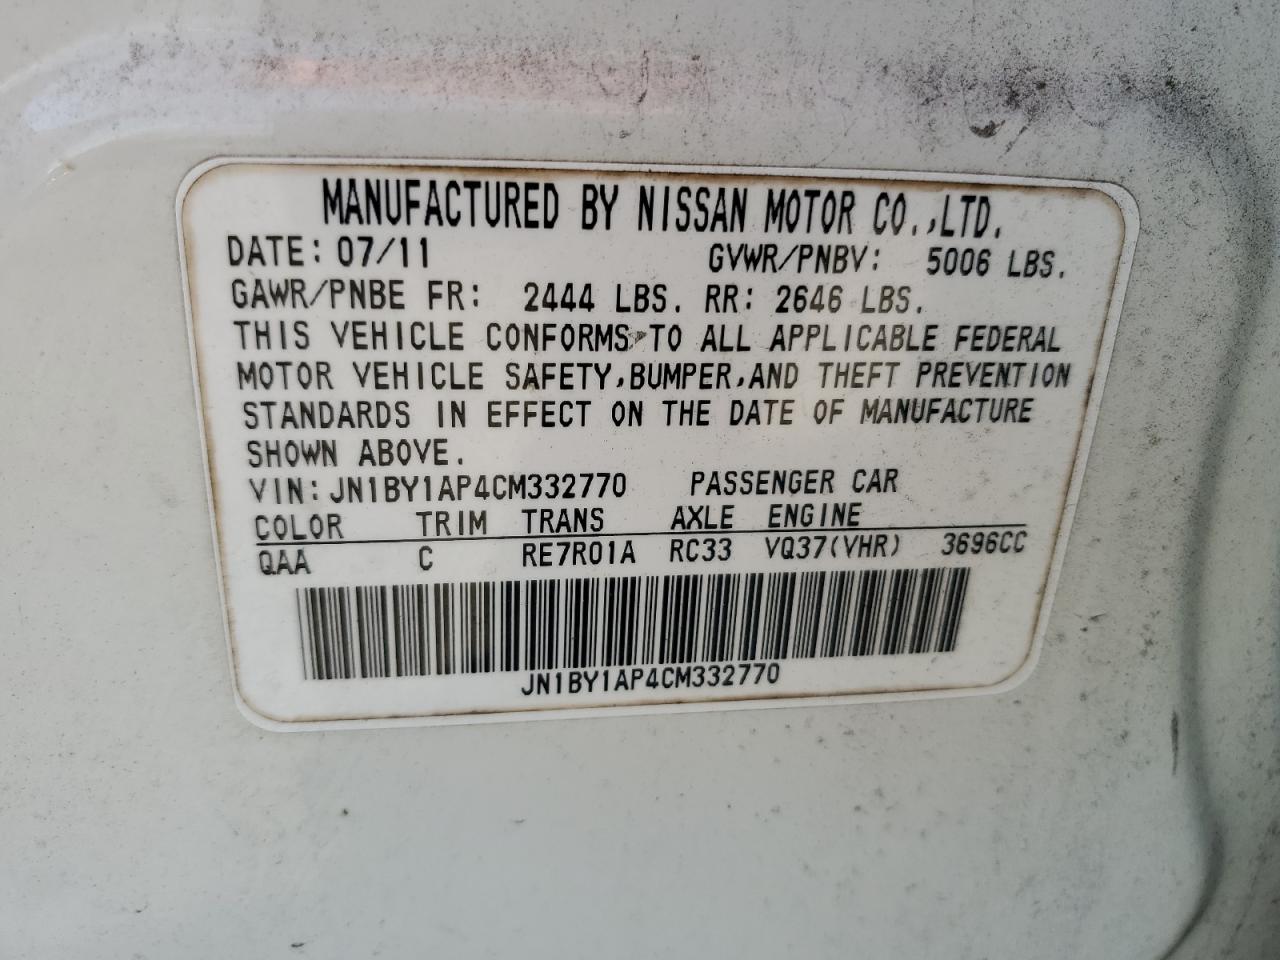 MANUFACTURED BY NISSAN MOTOR CO.,LTD.
DATE: 07/11 GVWR/PNBV: 5006 LBS.
GAWR/PNBE FR: 2444 LBS. RR: 2646 LBS.
THIS VEHICLE CONFORMS TO ALL APPLICABLE FEDERAL
MOTOR VEHICLE SAFETY,BUMPER,AND THEFT PREVENTION
STANDARDS IN EFFECT ON THE DATE OF MANUFACTURE
SHOWN ABOVE.
VIN: JN1BY1AP4CM332770 PASSENGER CAR
COLOR TRIM TRANS AXLE ENGINE
QAA C RE7R01A RC33 VQ37(VHR) 3696CC
JN1BY1AP4CM332770